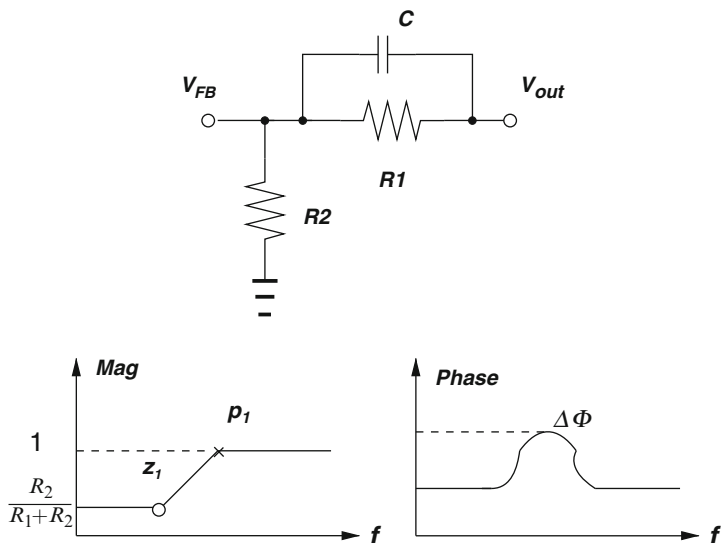 C
V_FB
V_out
R1
R2
Mag
p_1
1
z_1
R_2
R_1+R_2
f
Phase
ΔΦ
f